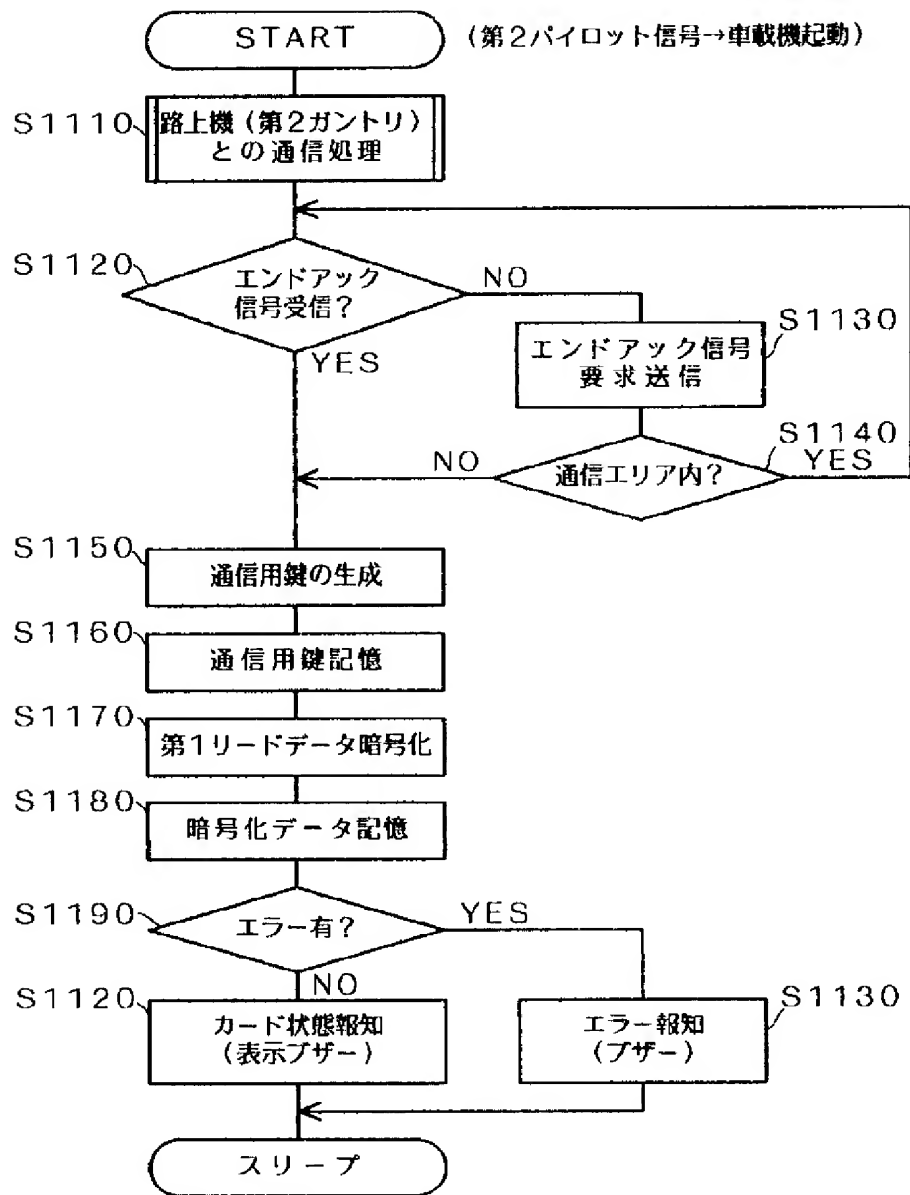 START
(第2パイロット信号→車載機起動)
S1110
路上機(第2ガントリ)
との通信処理
S1120
エンドアック
信号受信?
NO
YES
S1130
エンドアック信号
要求送信
S1140
通信エリア内?
NO
YES
S1150
通信用鍵の生成
S1160
通信用鍵記憶
S1170
第1リードデータ暗号化
S1180
暗号化データ記憶
S1190
エラー有?
YES
NO
S1120
カード状態報知
(表示ブザー)
S1130
エラー報知
(ブザー)
スリープ